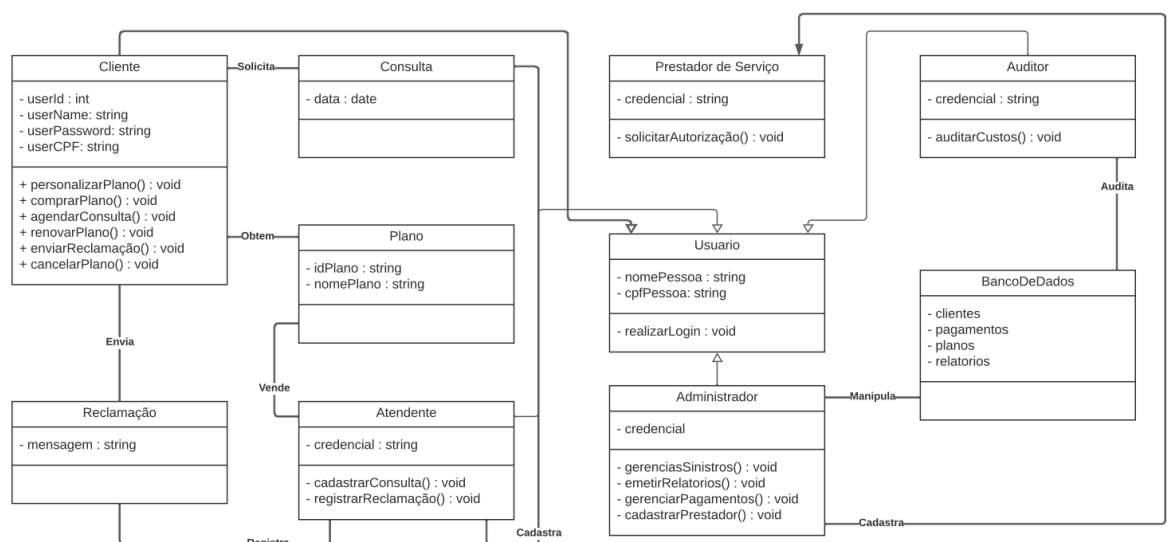 Cliente
- userId : int
- userName: string
- userPassword: string
- userCPF: string
+ personalizarPlano() : void
+ comprarPlano() : void
+ agendarConsulta() : void
+ renovarPlano() : void
+ enviarReclamação() : void
+ cancelarPlano() : void
Solicita
Consulta
- data : date
Obtem
Plano
- idPlano : string
- nomePlano : string
Envia
Vende
Reclamação
- mensagem : string
Atendente
- credencial : string
- cadastrarConsulta() : void
- registrarReclamação() : void
Registra
Cadastra
Prestador de Serviço
- credencial : string
- solicitarAutorização() : void
Auditor
- credencial : string
- auditarCustos() : void
Audita
Usuario
- nomePessoa : string
- cpfPessoa: string
- realizarLogin : void
BancoDeDados
- clientes
- pagamentos
- planos
- relatorios
Administrador
- credencial
- gerenciasSinistros() : void
- emetirRelatorios() : void
- gerenciarPagamentos() : void
- cadastrarPrestador() : void
Manipula
Cadastra